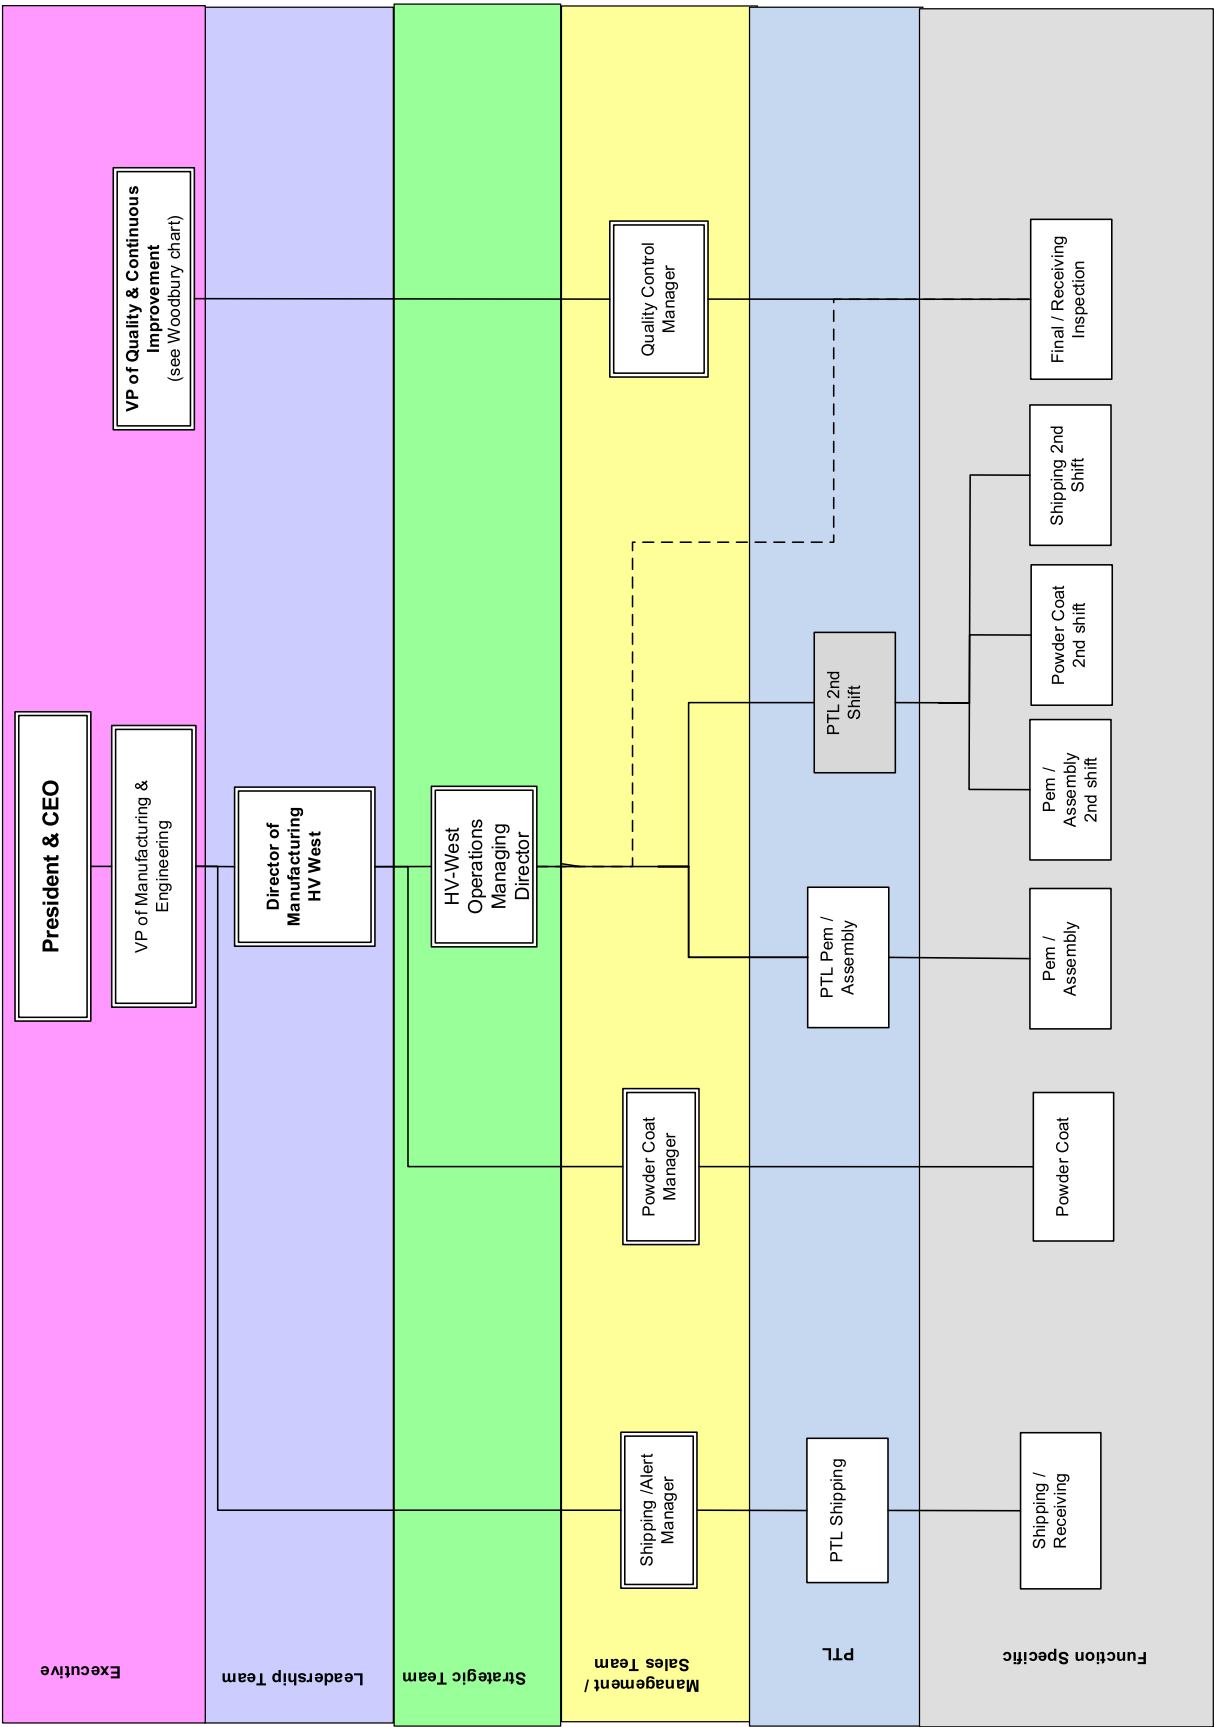 Executive
President & CEO
VP of Manufacturing &
Engineering
VP of Quality & Continuous
Improvement
(see Woodbury chart)
Leadership Team
Director of
Manufacturing
HV West
Strategic Team
HV-West
Operations
Managing
Director
Management /
Sales Team
Shipping /Alert
Manager
Powder Coat
Manager
Quality Control
Manager
PTL
PTL Shipping
PTL Pem /
Assembly
PTL 2nd
Shift
Function Specific
Shipping /
Receiving
Powder Coat
Pem /
Assembly
Pem /
Assembly
2nd shift
Powder Coat
2nd shift
Shipping 2nd
Shift
Final / Receiving
Inspection